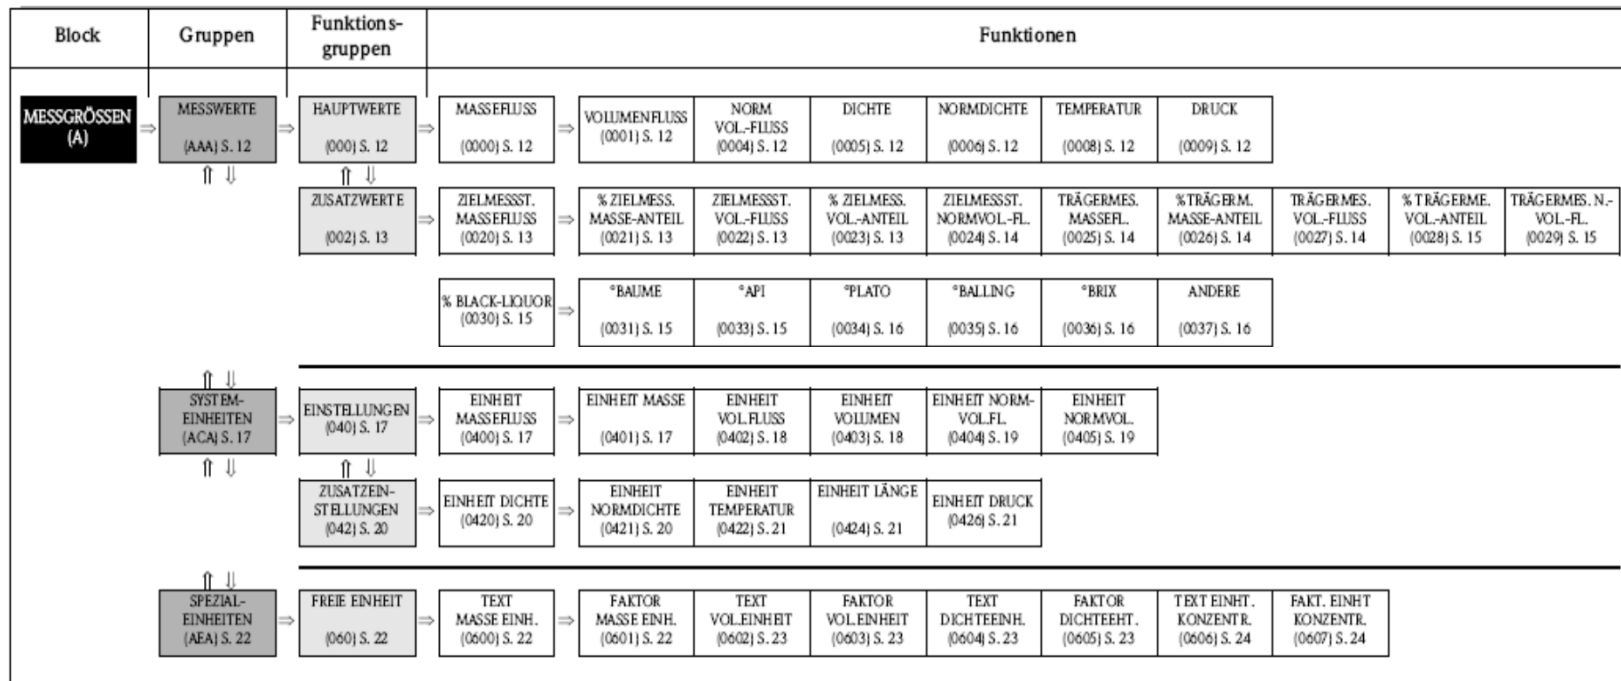 Block
Gruppen
Funktions-
gruppen
Funktionen
MESSGRÖSSEN
(A)
MESSWERTE
(AAA) S. 12
HAUPTWERTE
(000) S. 12
MASSEFLUSS
(0000) S. 12
VOLUMENFLUSS
(0001) S. 12
NORM
VOL.-FLUSS
(0004) S. 12
DICHTE
(0005) S. 12
NORMDICHTE
(0006) S. 12
TEMPERATUR
(0008) S. 12
DRUCK
(0009) S. 12
ZUSATZWERTE
(002) S. 13
ZIELMESSST.
MASSEFLUSS
(0020) S. 13
% ZIELMESS.
MASSE-ANTEIL
(0021) S. 13
ZIELMESSST.
VOL.-FLUSS
(0022) S. 13
% ZIELMESS.
VOL.-ANTEIL
(0023) S. 13
ZIELMESSST.
NORMVOL.-FL.
(0024) S. 14
TRÄGERMES.
MASSEFL.
(0025) S. 14
%TRÄGERM.
MASSE-ANTEIL
(0026) S. 14
TRÄGERMES.
VOL.-FLUSS
(0027) S. 14
% TRÄGERME.
VOL.-ANTEIL
(0028) S. 15
TRÄGERMES. N.-
VOL.-FL.
(0029) S. 15
% BLACK-LIQUOR
(0030) S. 15
°BAUME
(0031) S. 15
°API
(0033) S. 15
°PLATO
(0034) S. 16
°BALLING
(0035) S. 16
°BRIX
(0036) S. 16
ANDERE
(0037) S. 16
SYSTEM-
EINHEITEN
(ACA) S. 17
EINSTELLUNGEN
(040) S. 17
EINHEIT
MASSEFLUSS
(0400) S. 17
EINHEIT MASSE
(0401) S. 17
EINHEIT
VOL.FLUSS
(0402) S. 18
EINHEIT
VOLUMEN
(0403) S. 18
EINHEIT NORM-
VOL.FL.
(0404) S. 19
EINHEIT
NORMVOL.
(0405) S. 19
ZUSATZEIN-
STELLUNGEN
(042) S. 20
EINHEIT DICHTE
(0420) S. 20
EINHEIT
NORMDICHTE
(0421) S. 20
EINHEIT
TEMPERATUR
(0422) S. 21
EINHEIT LÄNGE
(0424) S. 21
EINHEIT DRUCK
(0426) S. 21
SPEZIAL-
EINHEITEN
(AEA) S. 22
FREIE EINHEIT
(060) S. 22
TEXT
MASSE EINH.
(0600) S. 22
FAKTOR
MASSE EINH.
(0601) S. 22
TEXT
VOL.EINHEIT
(0602) S. 23
FAKTOR
VOL.EINHEIT
(0603) S. 23
TEXT
DICHTEEINH.
(0604) S. 23
FAKTOR
DICHTEEHT.
(0605) S. 23
TEXT EINHT.
KONZENTR.
(0606) S. 24
FAKT. EINHT
KONZENTR.
(0607) S. 24